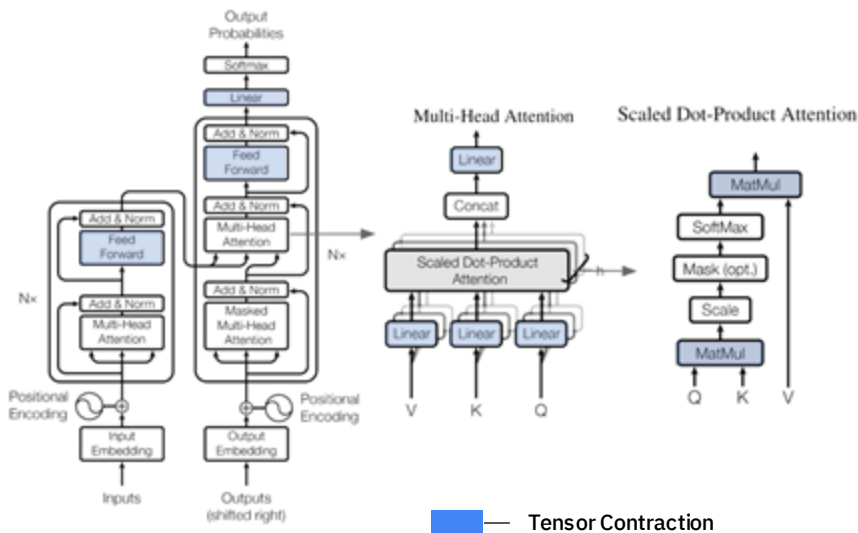 Output
Probabilities
Softmax
Linear
Add & Norm
Feed
Forward
Add & Norm
Multi-Head
Attention
Nx
Add & Norm
Masked
Multi-Head
Attention
Positional
Encoding
Output
Embedding
Outputs
(shifted right)
Add & Norm
Feed
Forward
Nx
Add & Norm
Multi-Head
Attention
Positional
Encoding
Input
Embedding
Inputs
Multi-Head Attention
Linear
Concat
Scaled Dot-Product
Attention
h
Linear
Linear
Linear
V
K
Q
Scaled Dot-Product Attention
MatMul
SoftMax
Mask (opt.)
Scale
MatMul
Q
K
V
Tensor Contraction